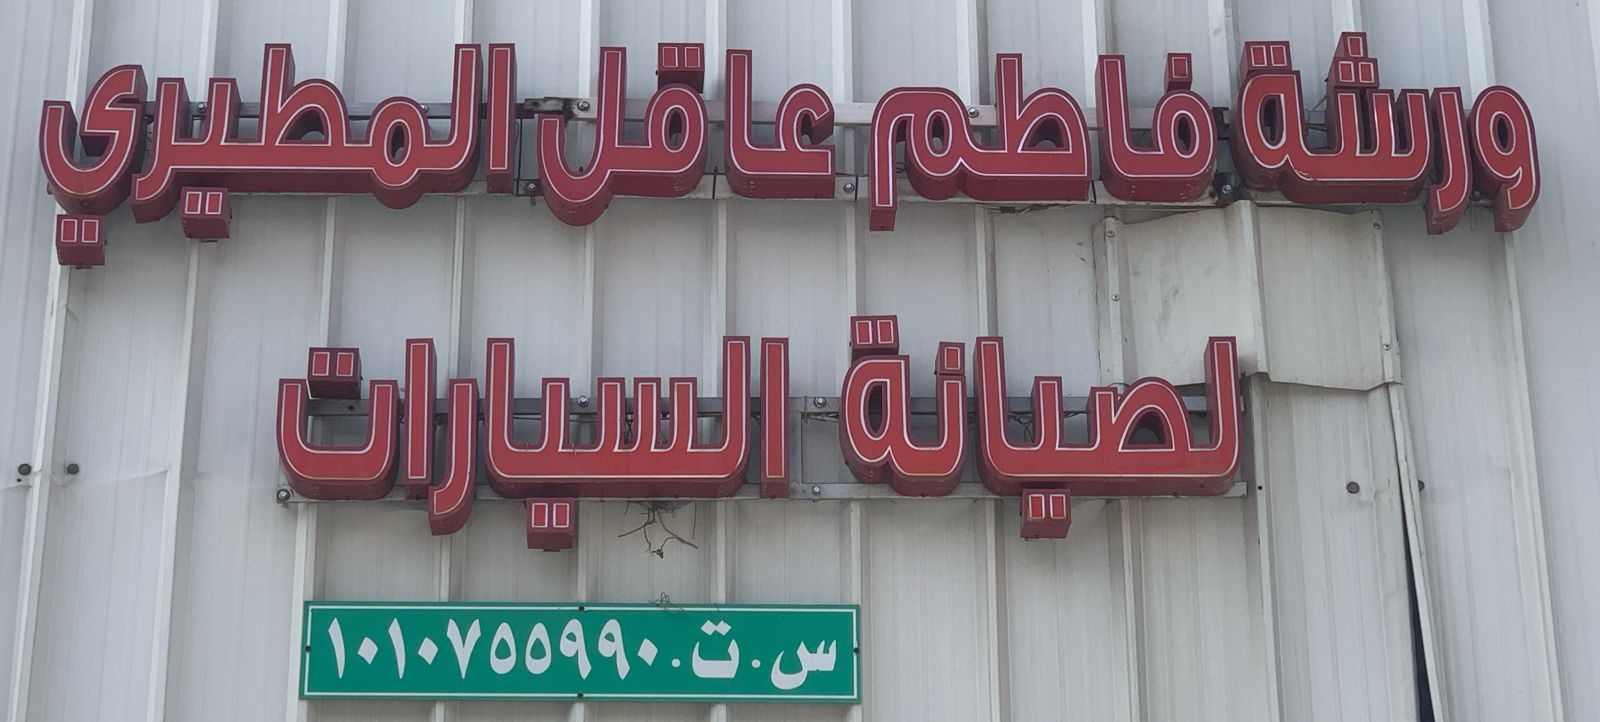 ورشة فاطم عاقل المطيري
لصيانة السيارات
س.ت.١٠١٠٧٥٥٩٩٠